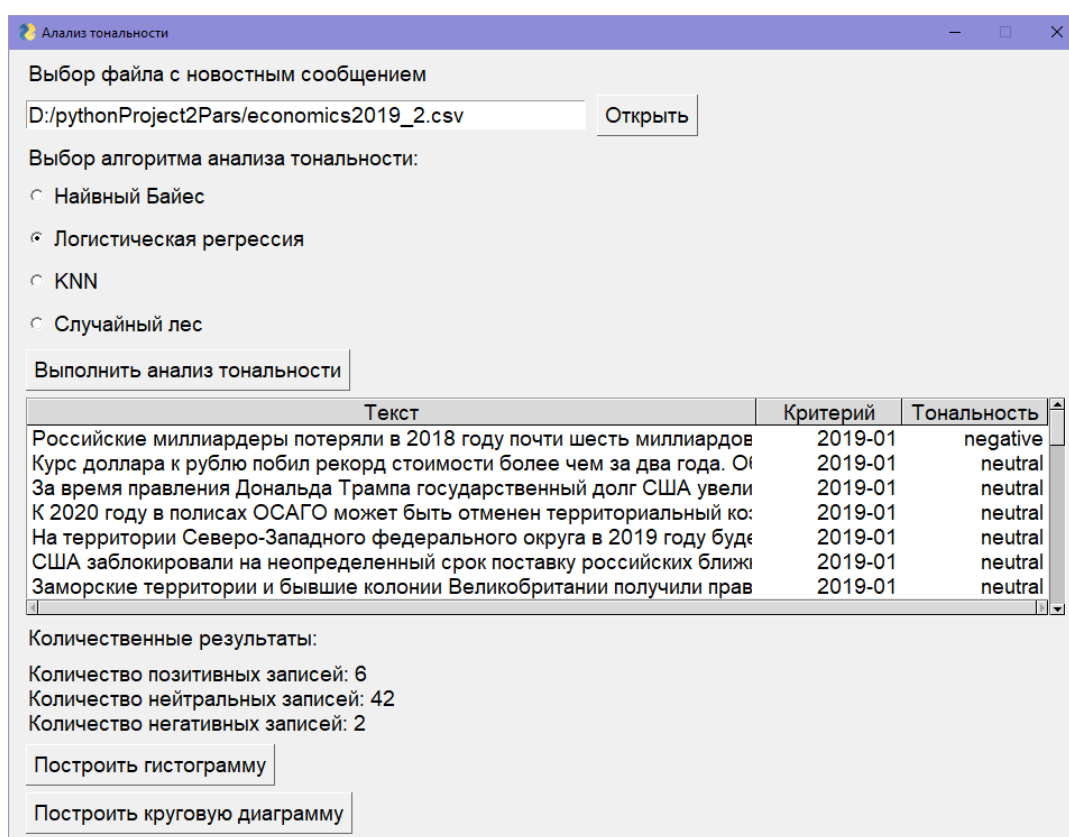 Ализ тональности
Выбор файла с новостным сообщением
D:/pythonProject2Pars/economics2019_2.csv Открыть
Выбор алгоритма анализа тональности:
Найвный Байес
Логистическая регрессия
KNN
Случайный лес
Выполнить анализ тональности
Текст Критерий Тональность
Российские миллиардеры потеряли в 2018 году почти шесть миллиардов 2019-01 negative
Курс доллара к рублю побил рекорд стоимости более чем за два года. 2019-01 neutral
За время правления Дональда Трампа государственный долг США увели 2019-01 neutral
К 2020 году в полисах ОСАГО может быть отменен территориальный 2019-01 neutral
На территории Северо-Западного федерального округа в 2019 году буде 2019-01 neutral
США заблокировали на неопределенный срок поставку российских 2019-01 neutral
Заморские территории и бывшие колонии Великобритании получили прав 2019-01 neutral
Количественные результаты:
Количество позитивных записей: 6
Количество нейтральных записей: 42
Количество негативных записей: 2
Построить гистограмму
Построить круговую диаграмму